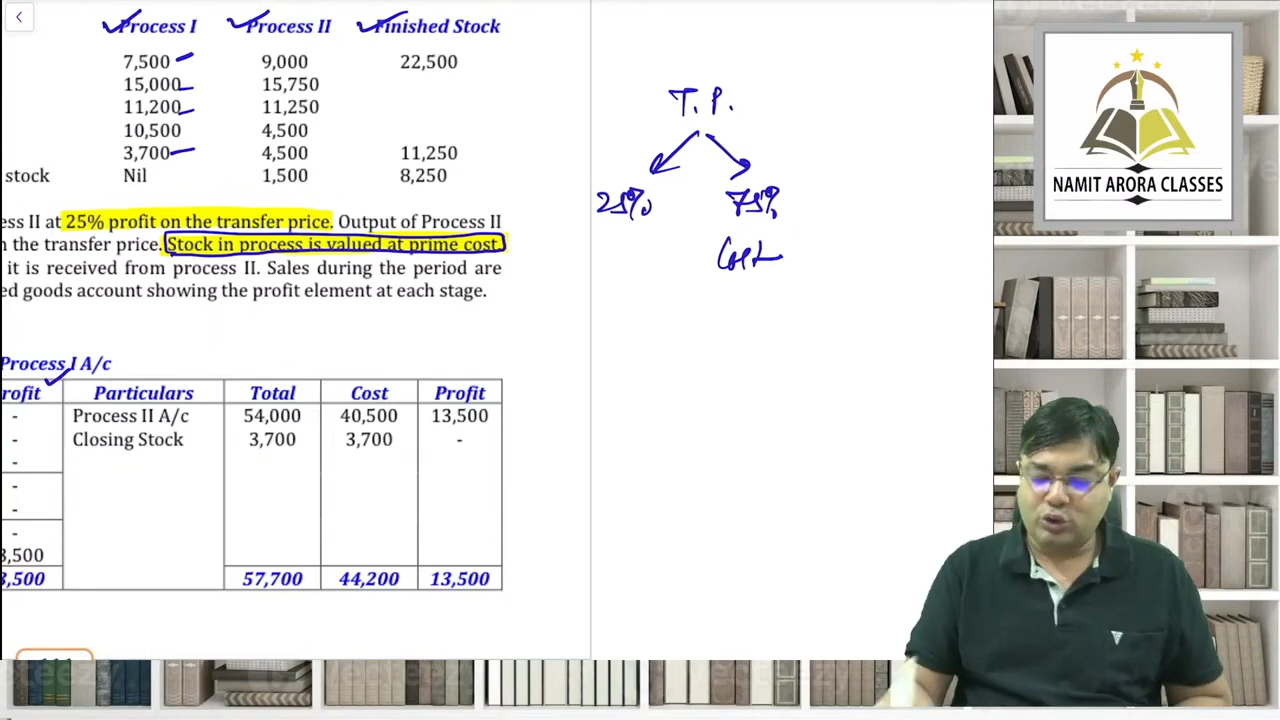 Process I Process II Finished Stock
7,500 9,000 22,500
15,000 15,750
11,200 11,250
10,500 4,500
3,700 4,500 11,250
stock Nil 1,500 8,250
ess II at 25% profit on the transfer price. Output of Process II
n the transfer price. Stock in process is valued at prime cost
it is received from process II. Sales during the period are
ed goods account showing the profit element at each stage.
Process I A/c
rofit Particulars Total Cost Profit
- Process II A/c 54,000 40,500 13,500
- Closing Stock 3,700 3,700 -
-
-
-
-
3,500
3,500 57,700 44,200 13,500
T. P.
25% 75%
Cost
NAMIT ARORA CLASSES